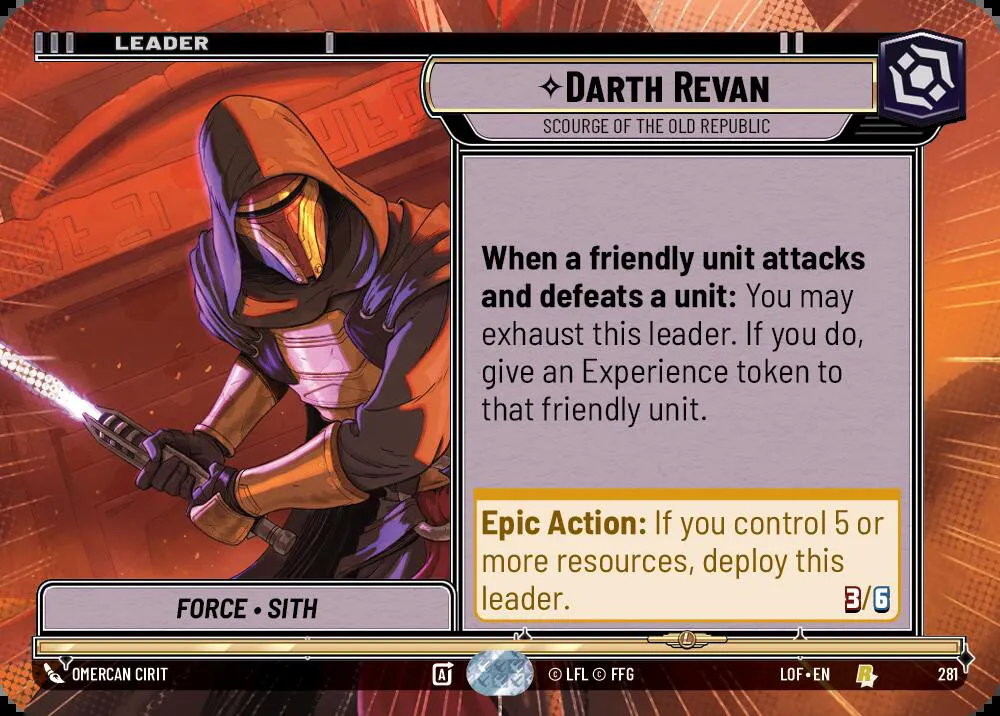 LEADER
DARTH REVAN
SCOURGE OF THE OLD REPUBLIC
When a friendly unit attacks
and defeats a unit: You may
exhaust this leader. If you do,
give an Experience token to
that friendly unit.
Epic Action: If you control 5 or
more resources, deploy this
leader.
3/6
FORCE • SITH
L
OMERCAN CIRIT
A
© LFL © FFG
LOF • EN
R
281